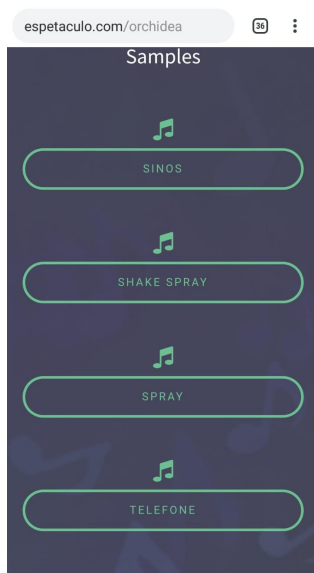 espetaculo.com/orchidea
36
Samples
SINOS
SHAKE SPRAY
SPRAY
TELEFONE